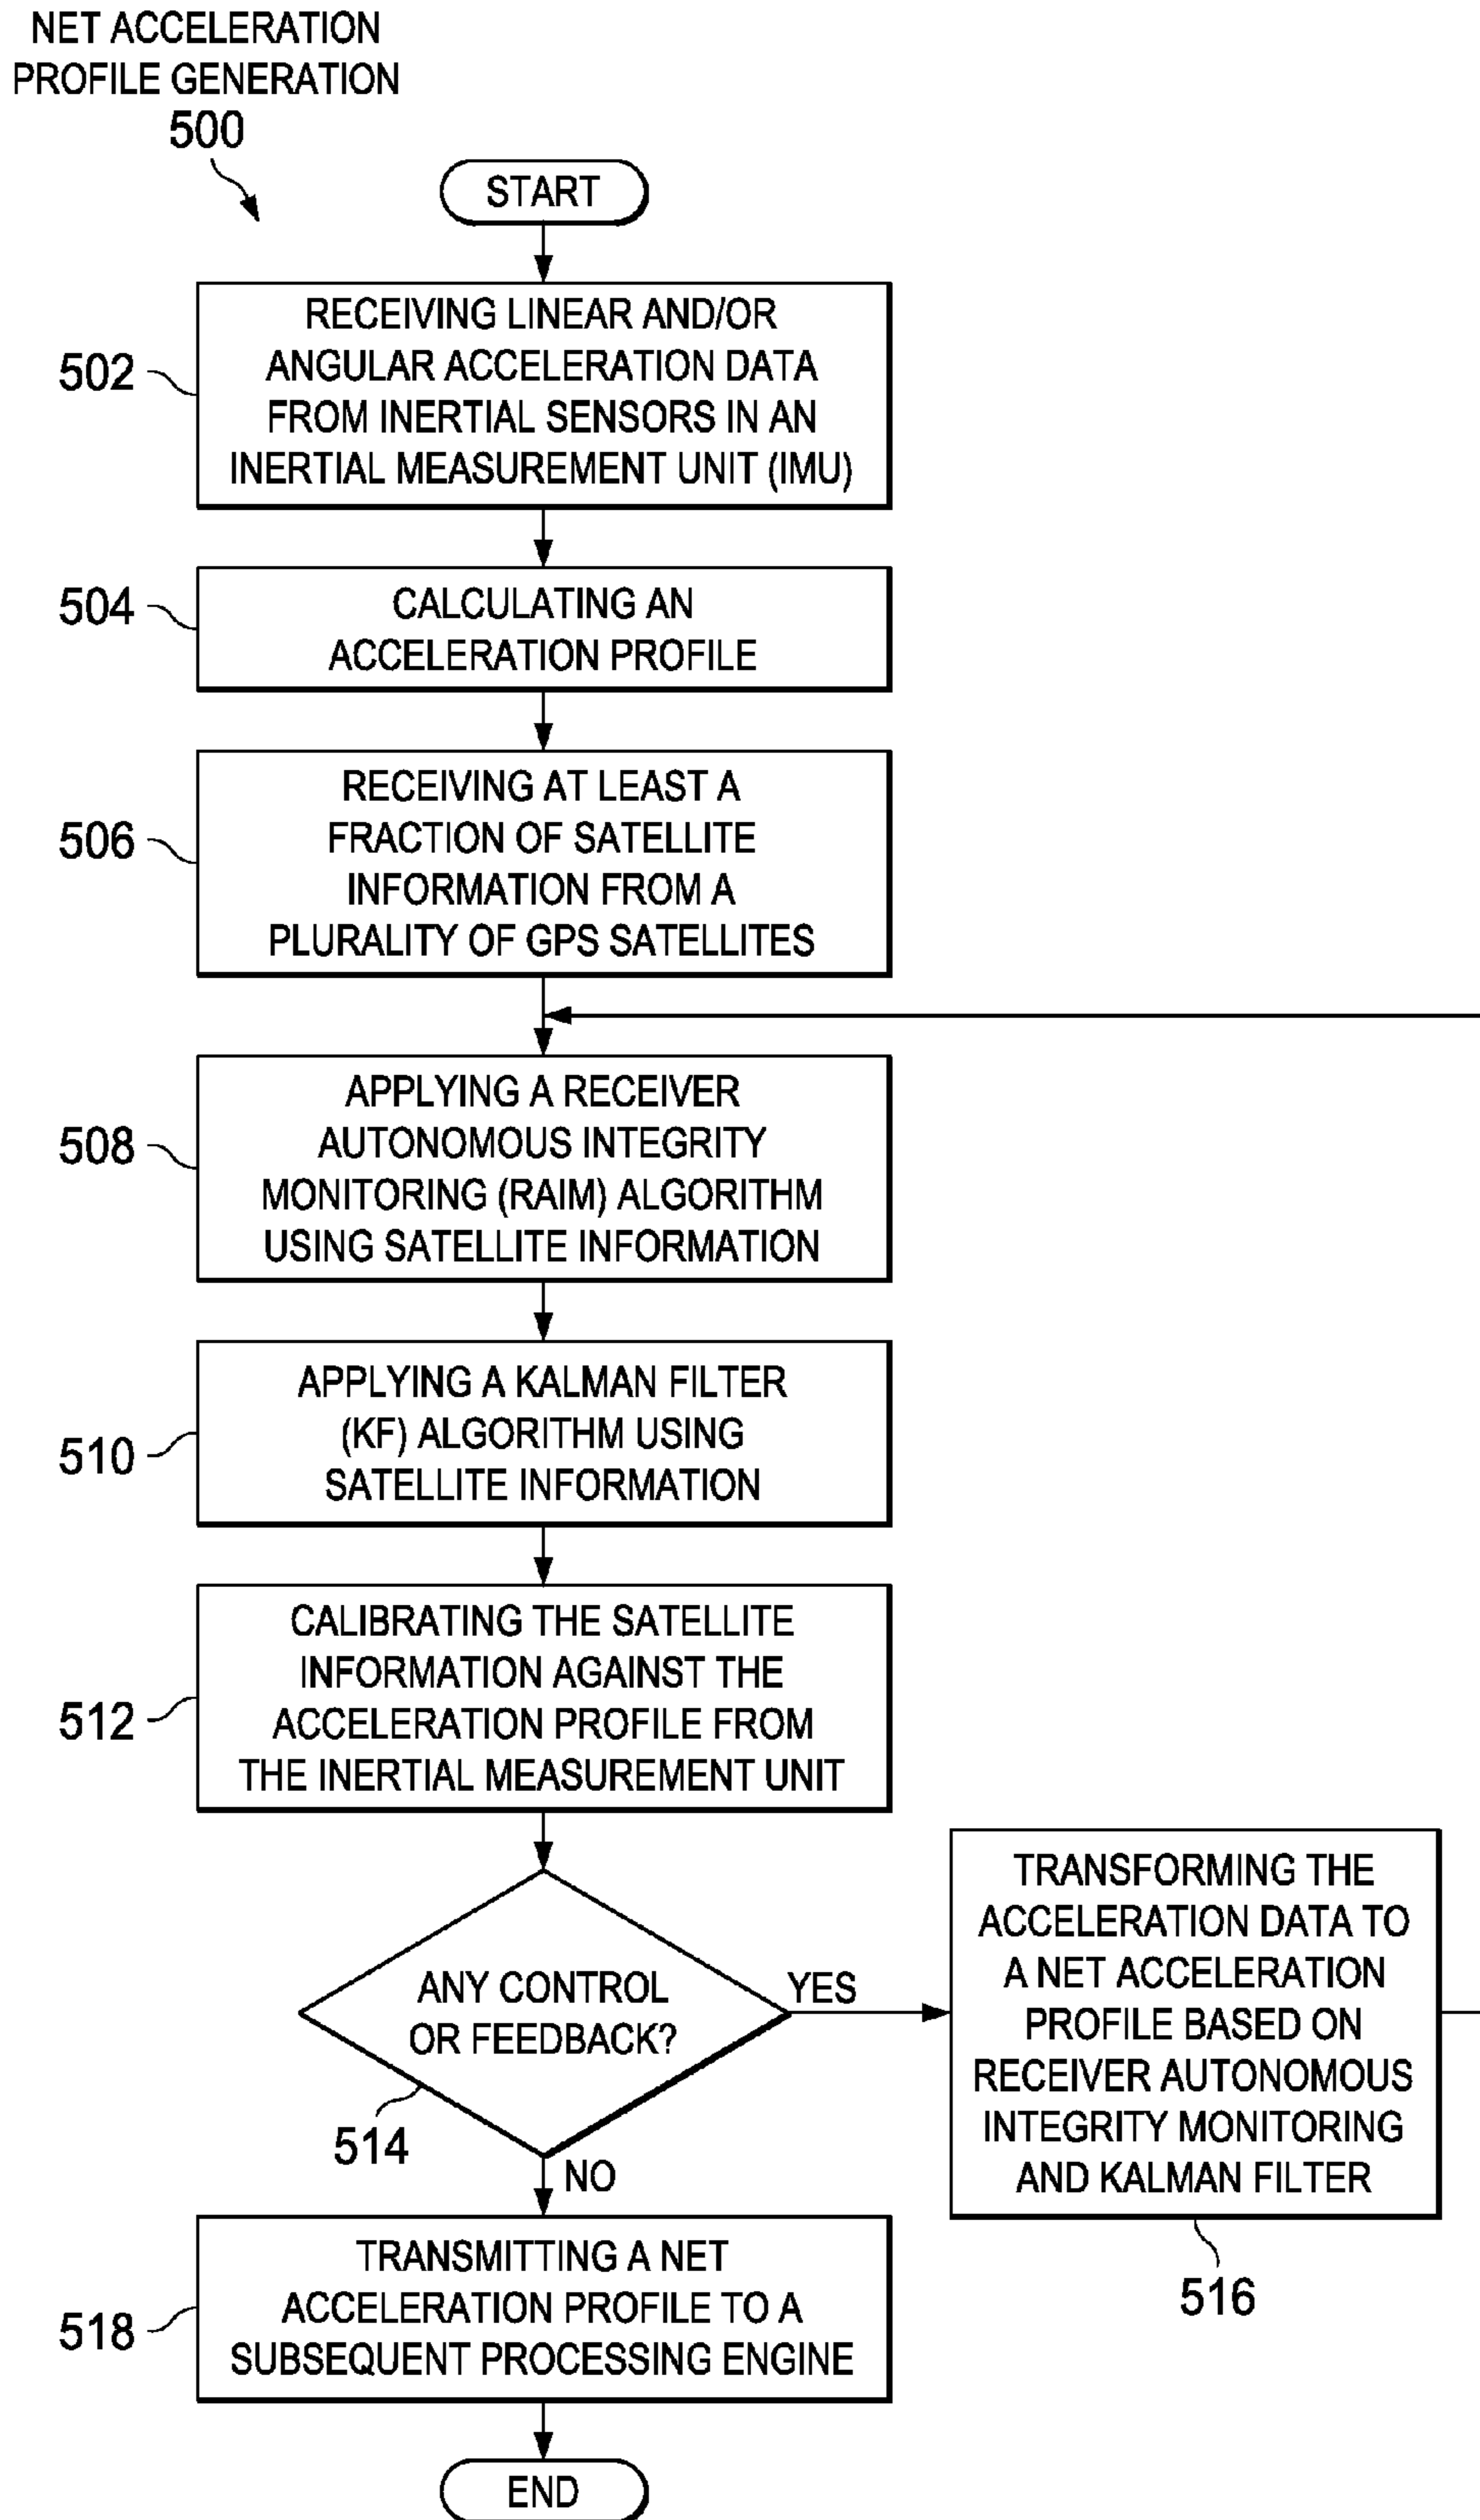 NET ACCELERATION
PROFILE GENERATION
500
START
502
RECEIVING LINEAR AND/OR
ANGULAR ACCELERATION DATA
FROM INERTIAL SENSORS IN AN
INERTIAL MEASUREMENT UNIT (IMU)
504
CALCULATING AN
ACCELERATION PROFILE
506
RECEIVING AT LEAST A
FRACTION OF SATELLITE
INFORMATION FROM A
PLURALITY OF GPS SATELLITES
508
APPLYING A RECEIVER
AUTONOMOUS INTEGRITY
MONITORING (RAIM) ALGORITHM
USING SATELLITE INFORMATION
510
APPLYING A KALMAN FILTER
(KF) ALGORITHM USING
SATELLITE INFORMATION
512
CALIBRATING THE SATELLITE
INFORMATION AGAINST THE
ACCELERATION PROFILE FROM
THE INERTIAL MEASUREMENT UNIT
ANY CONTROL
OR FEEDBACK?
514
YES
TRANSFORMING THE
ACCELERATION DATA TO
A NET ACCELERATION
PROFILE BASED ON
RECEIVER AUTONOMOUS
INTEGRITY MONITORING
AND KALMAN FILTER
516
NO
518
TRANSMITTING A NET
ACCELERATION PROFILE TO A
SUBSEQUENT PROCESSING ENGINE
END